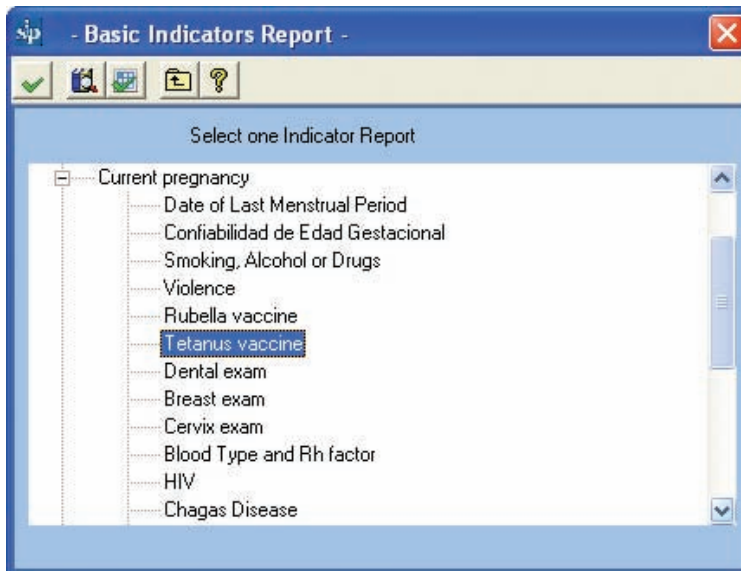 sip - Basic Indicators Report -
Select one Indicator Report
Current pregnancy
Date of Last Menstrual Period
Confiabilidad de Edad Gestacional
Smoking, Alcohol or Drugs
Violence
Rubella vaccine
Tetanus vaccine
Dental exam
Breast exam
Cervix exam
Blood Type and Rh factor
HIV
Chagas Disease